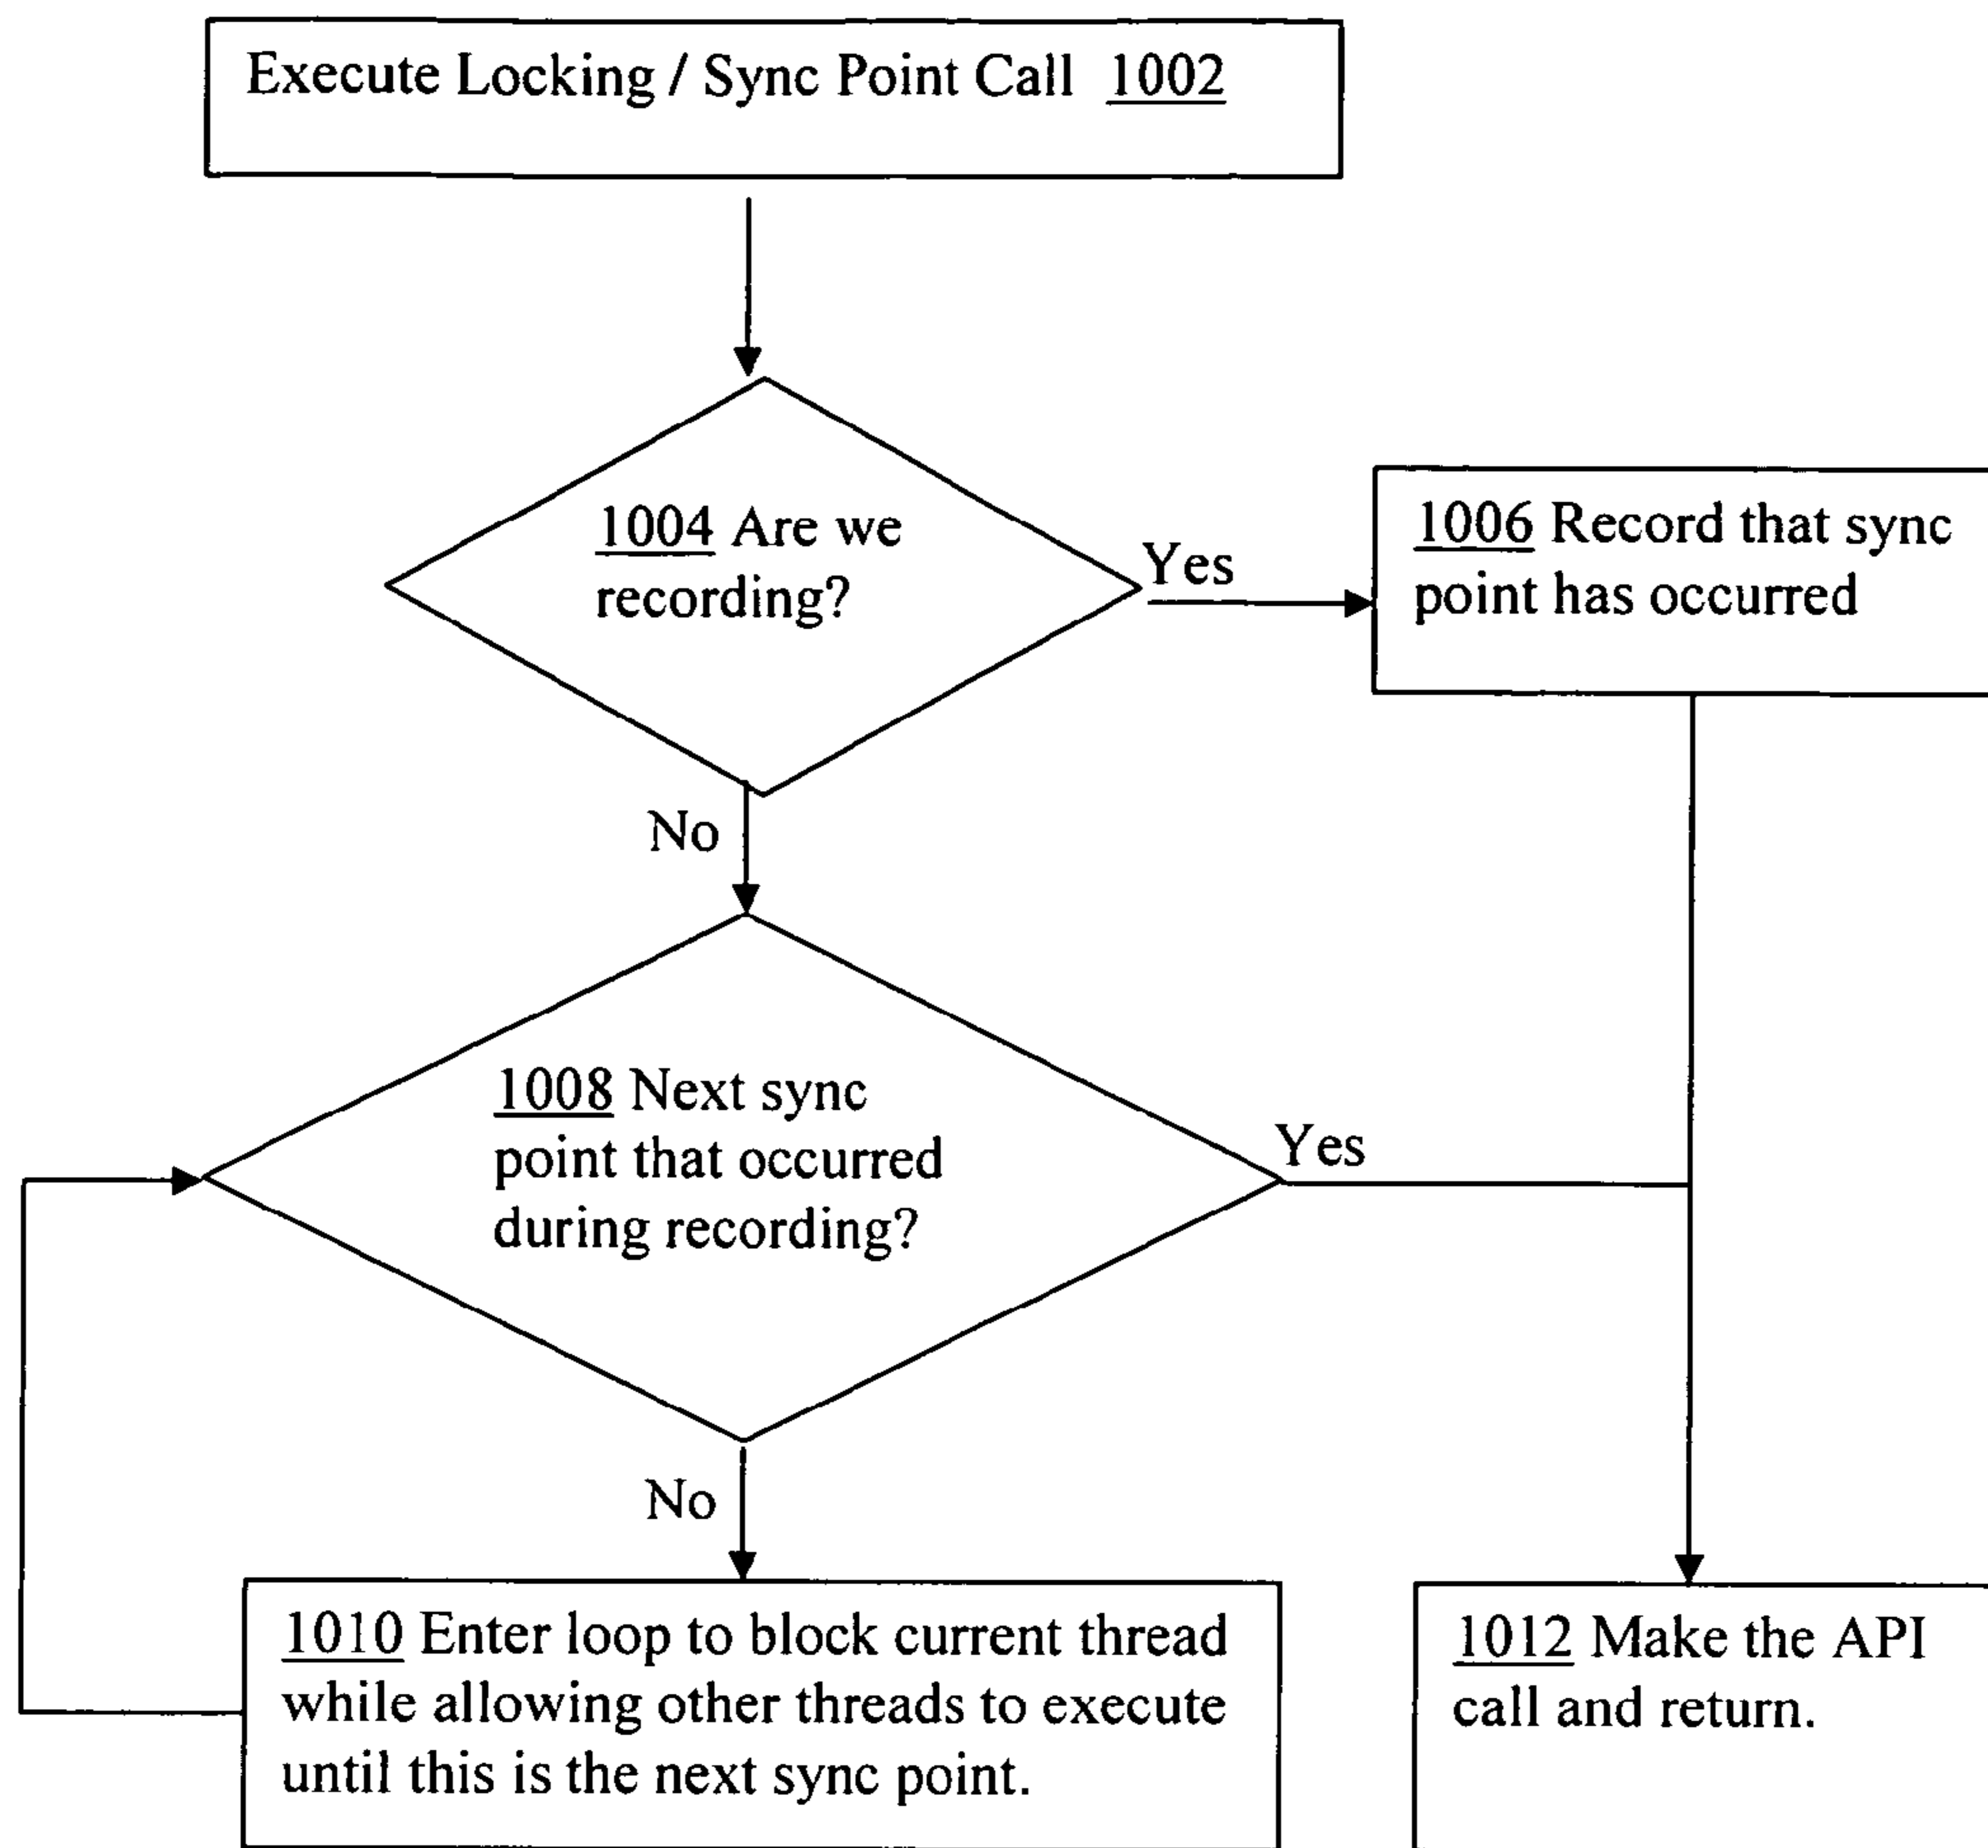 Execute Locking / Sync Point Call 1002
1004 Are we
recording?
Yes
1006 Record that sync
point has occurred
No
1008 Next sync
point that occurred
during recording?
Yes
No
1010 Enter loop to block current thread
while allowing other threads to execute
until this is the next sync point.
1012 Make the API
call and return.